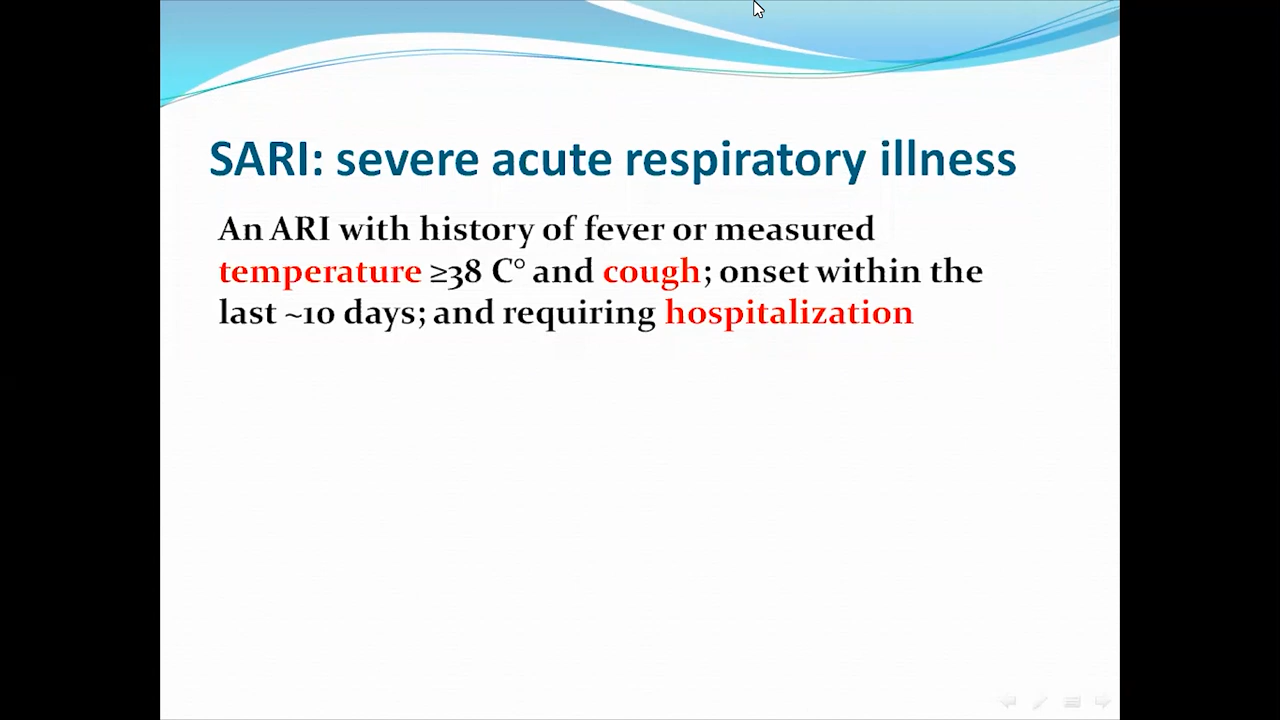 SARI: severe acute respiratory illness
An ARI with history of fever or measured
temperature ≥38 C° and cough; onset within the
last ~10 days; and requiring hospitalization